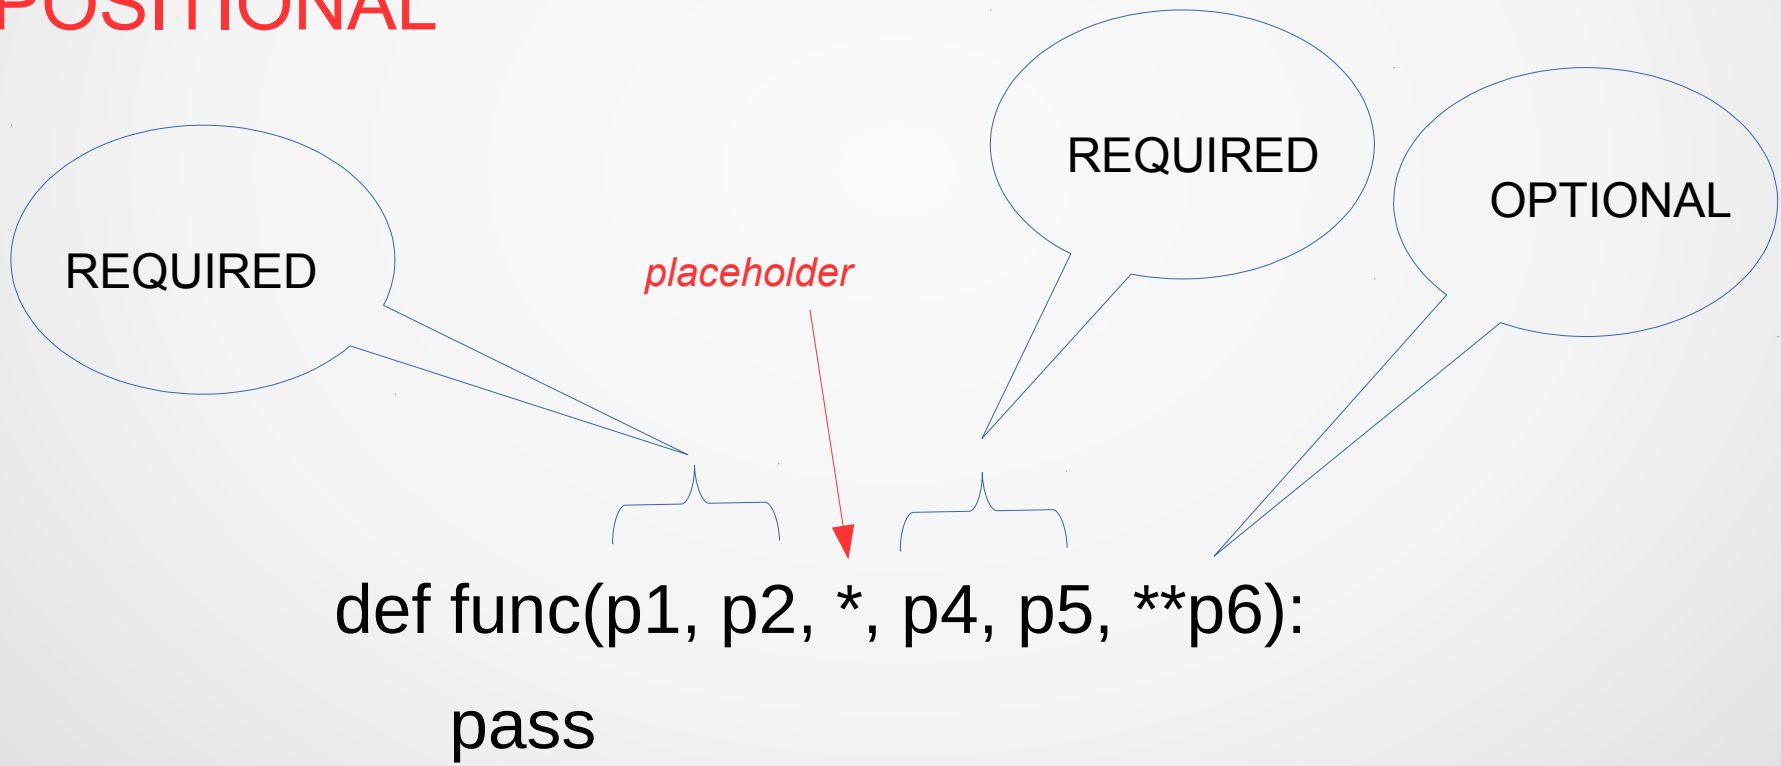 POSITIONAL
REQUIRED
OPTIONAL
REQUIRED
placeholder
def func(p1, p2, *, p4, p5, **p6):
pass